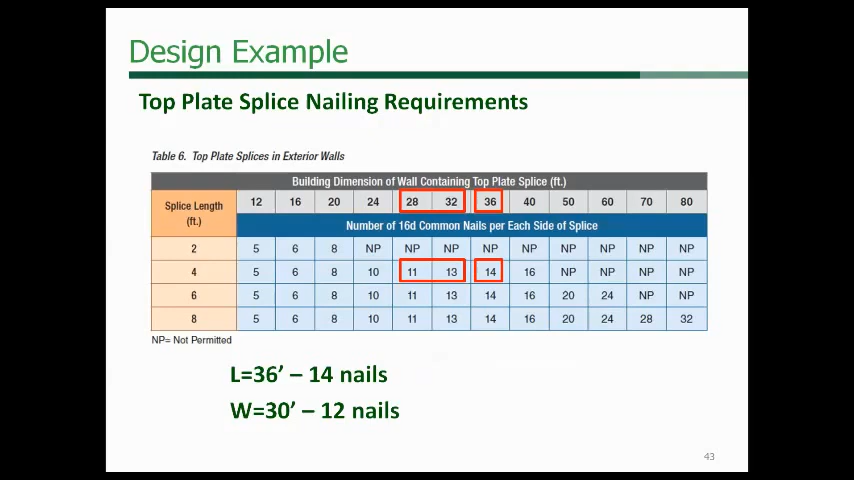 Design Example
Top Plate Splice Nailing Requirements
Table 6. Top Plate Splices in Exterior Walls
Building Dimension of Wall Containing Top Plate Splice (ft.)
Splice Length (ft.) 12 16 20 24 28 32 36 40 50 60 70 80
Number of 16d Common Nails per Each Side of Splice
2 5 6 8 NP NP NP NP NP NP NP NP NP
4 5 6 8 10 11 13 14 16 NP NP NP NP
6 5 6 8 10 11 13 14 16 20 24 NP NP
8 5 6 8 10 11 13 14 16 20 24 28 32
NP= Not Permitted
L=36’ – 14 nails
W=30’ – 12 nails
43